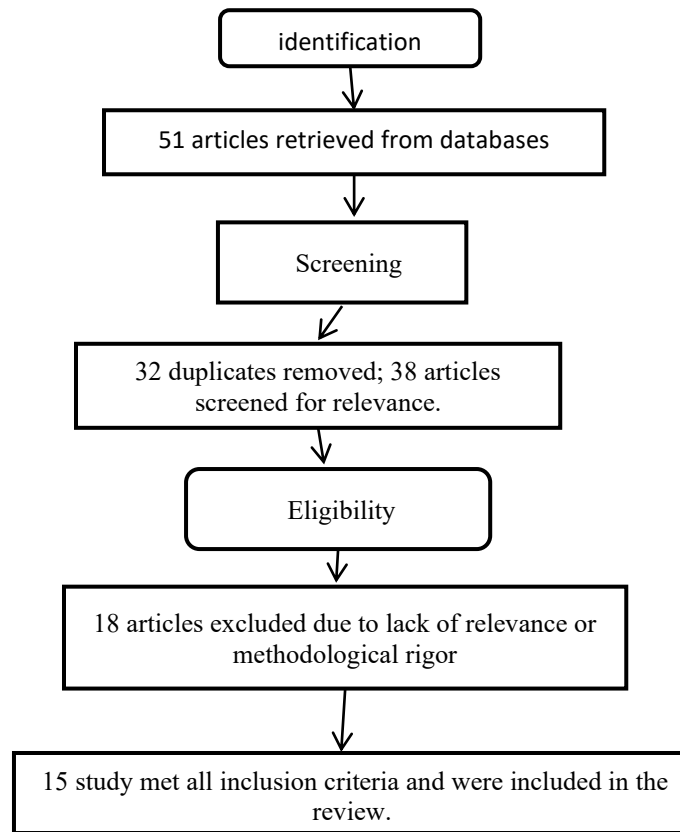 identification
51 articles retrieved from databases
Screening
32 duplicates removed; 38 articles
screened for relevance.
Eligibility
18 articles excluded due to lack of relevance or
methodological rigor
15 study met all inclusion criteria and were included in the
review.